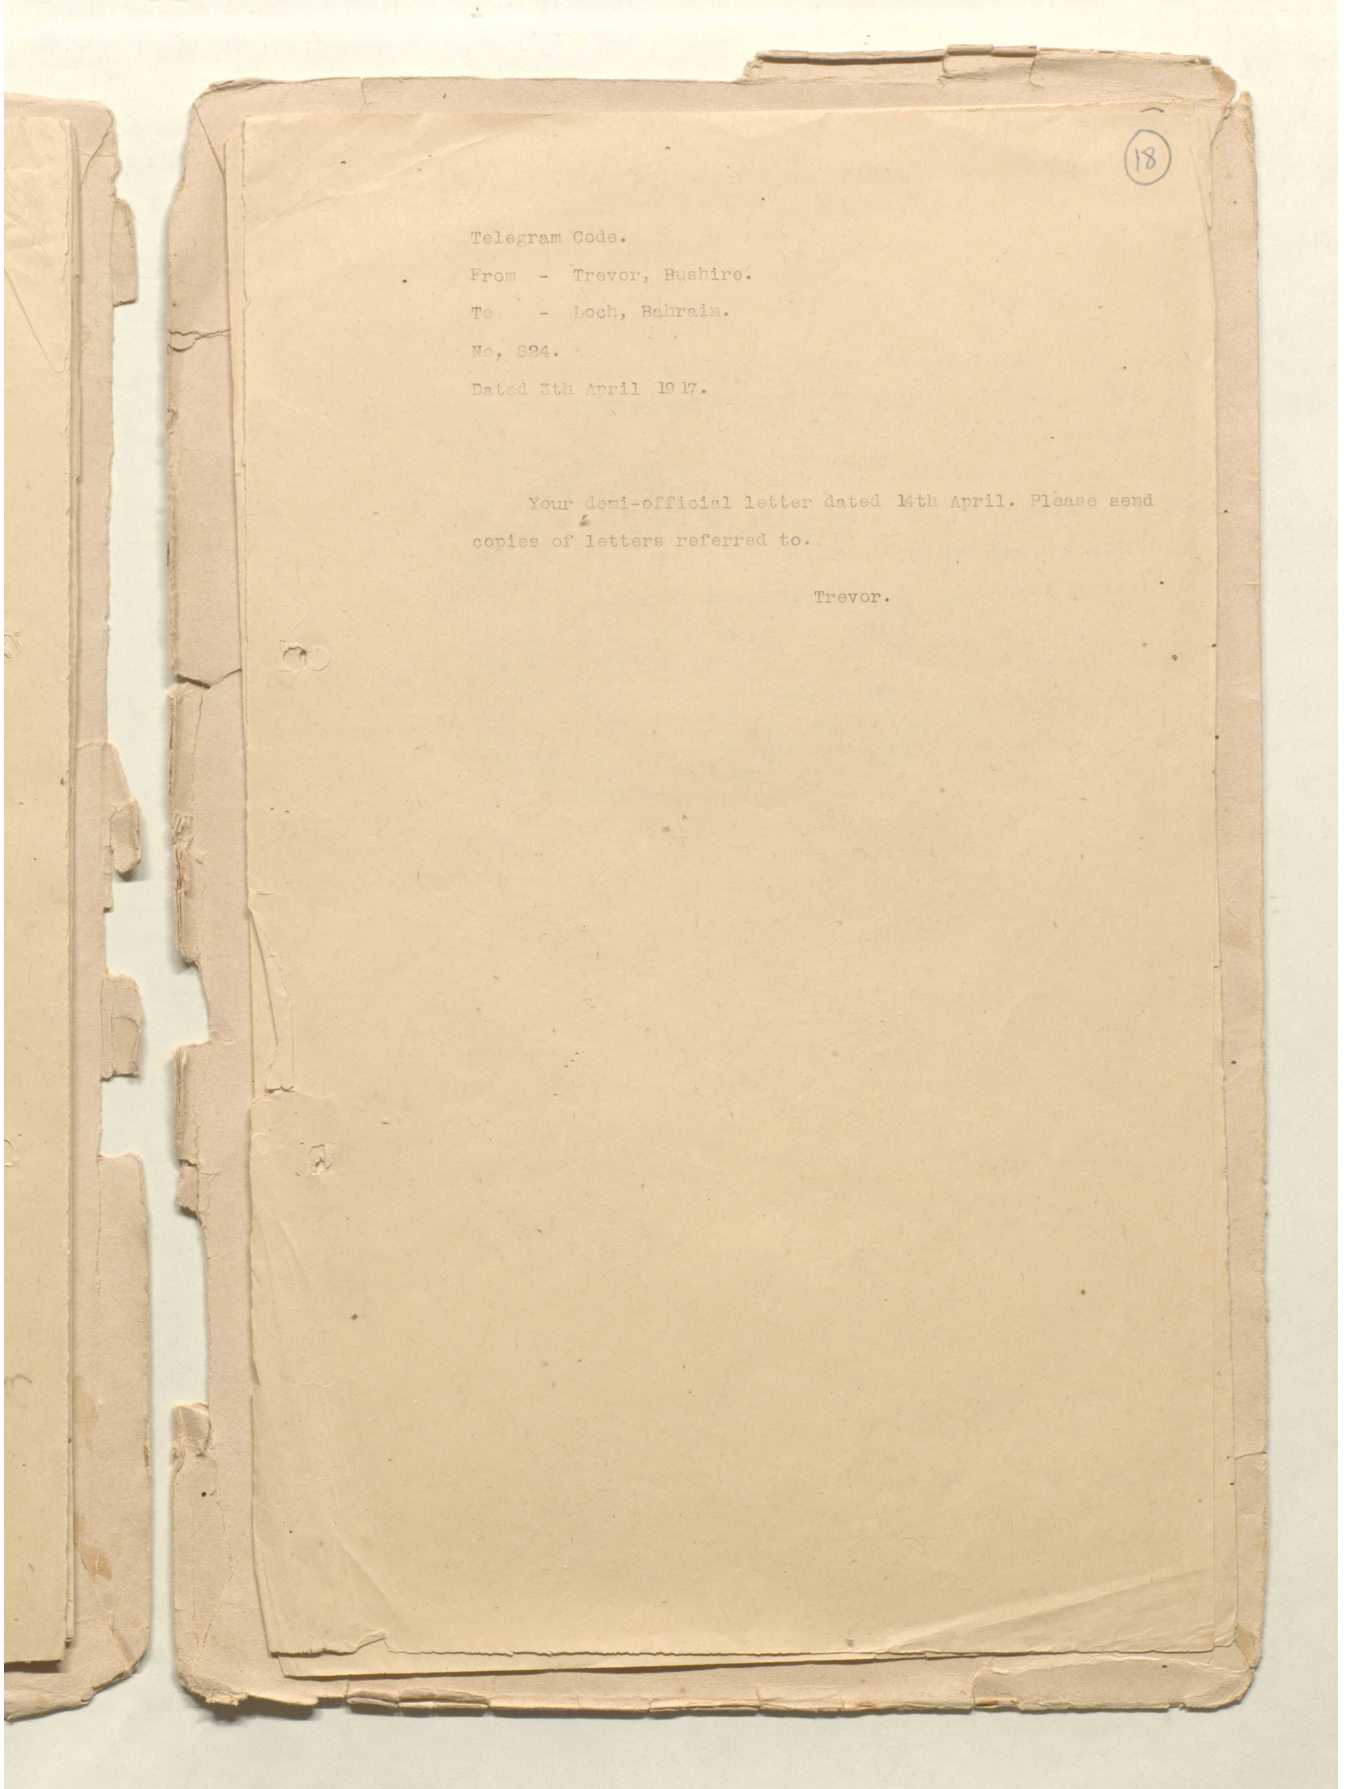 18
Telegram Code.
From - Trevor, Bushire.
To - Loch, Bahrain.
No, 824.
Dated 3th April 1917.
Your demi-official letter dated 14th April. Please send
copies of letters referred to.
Trevor.